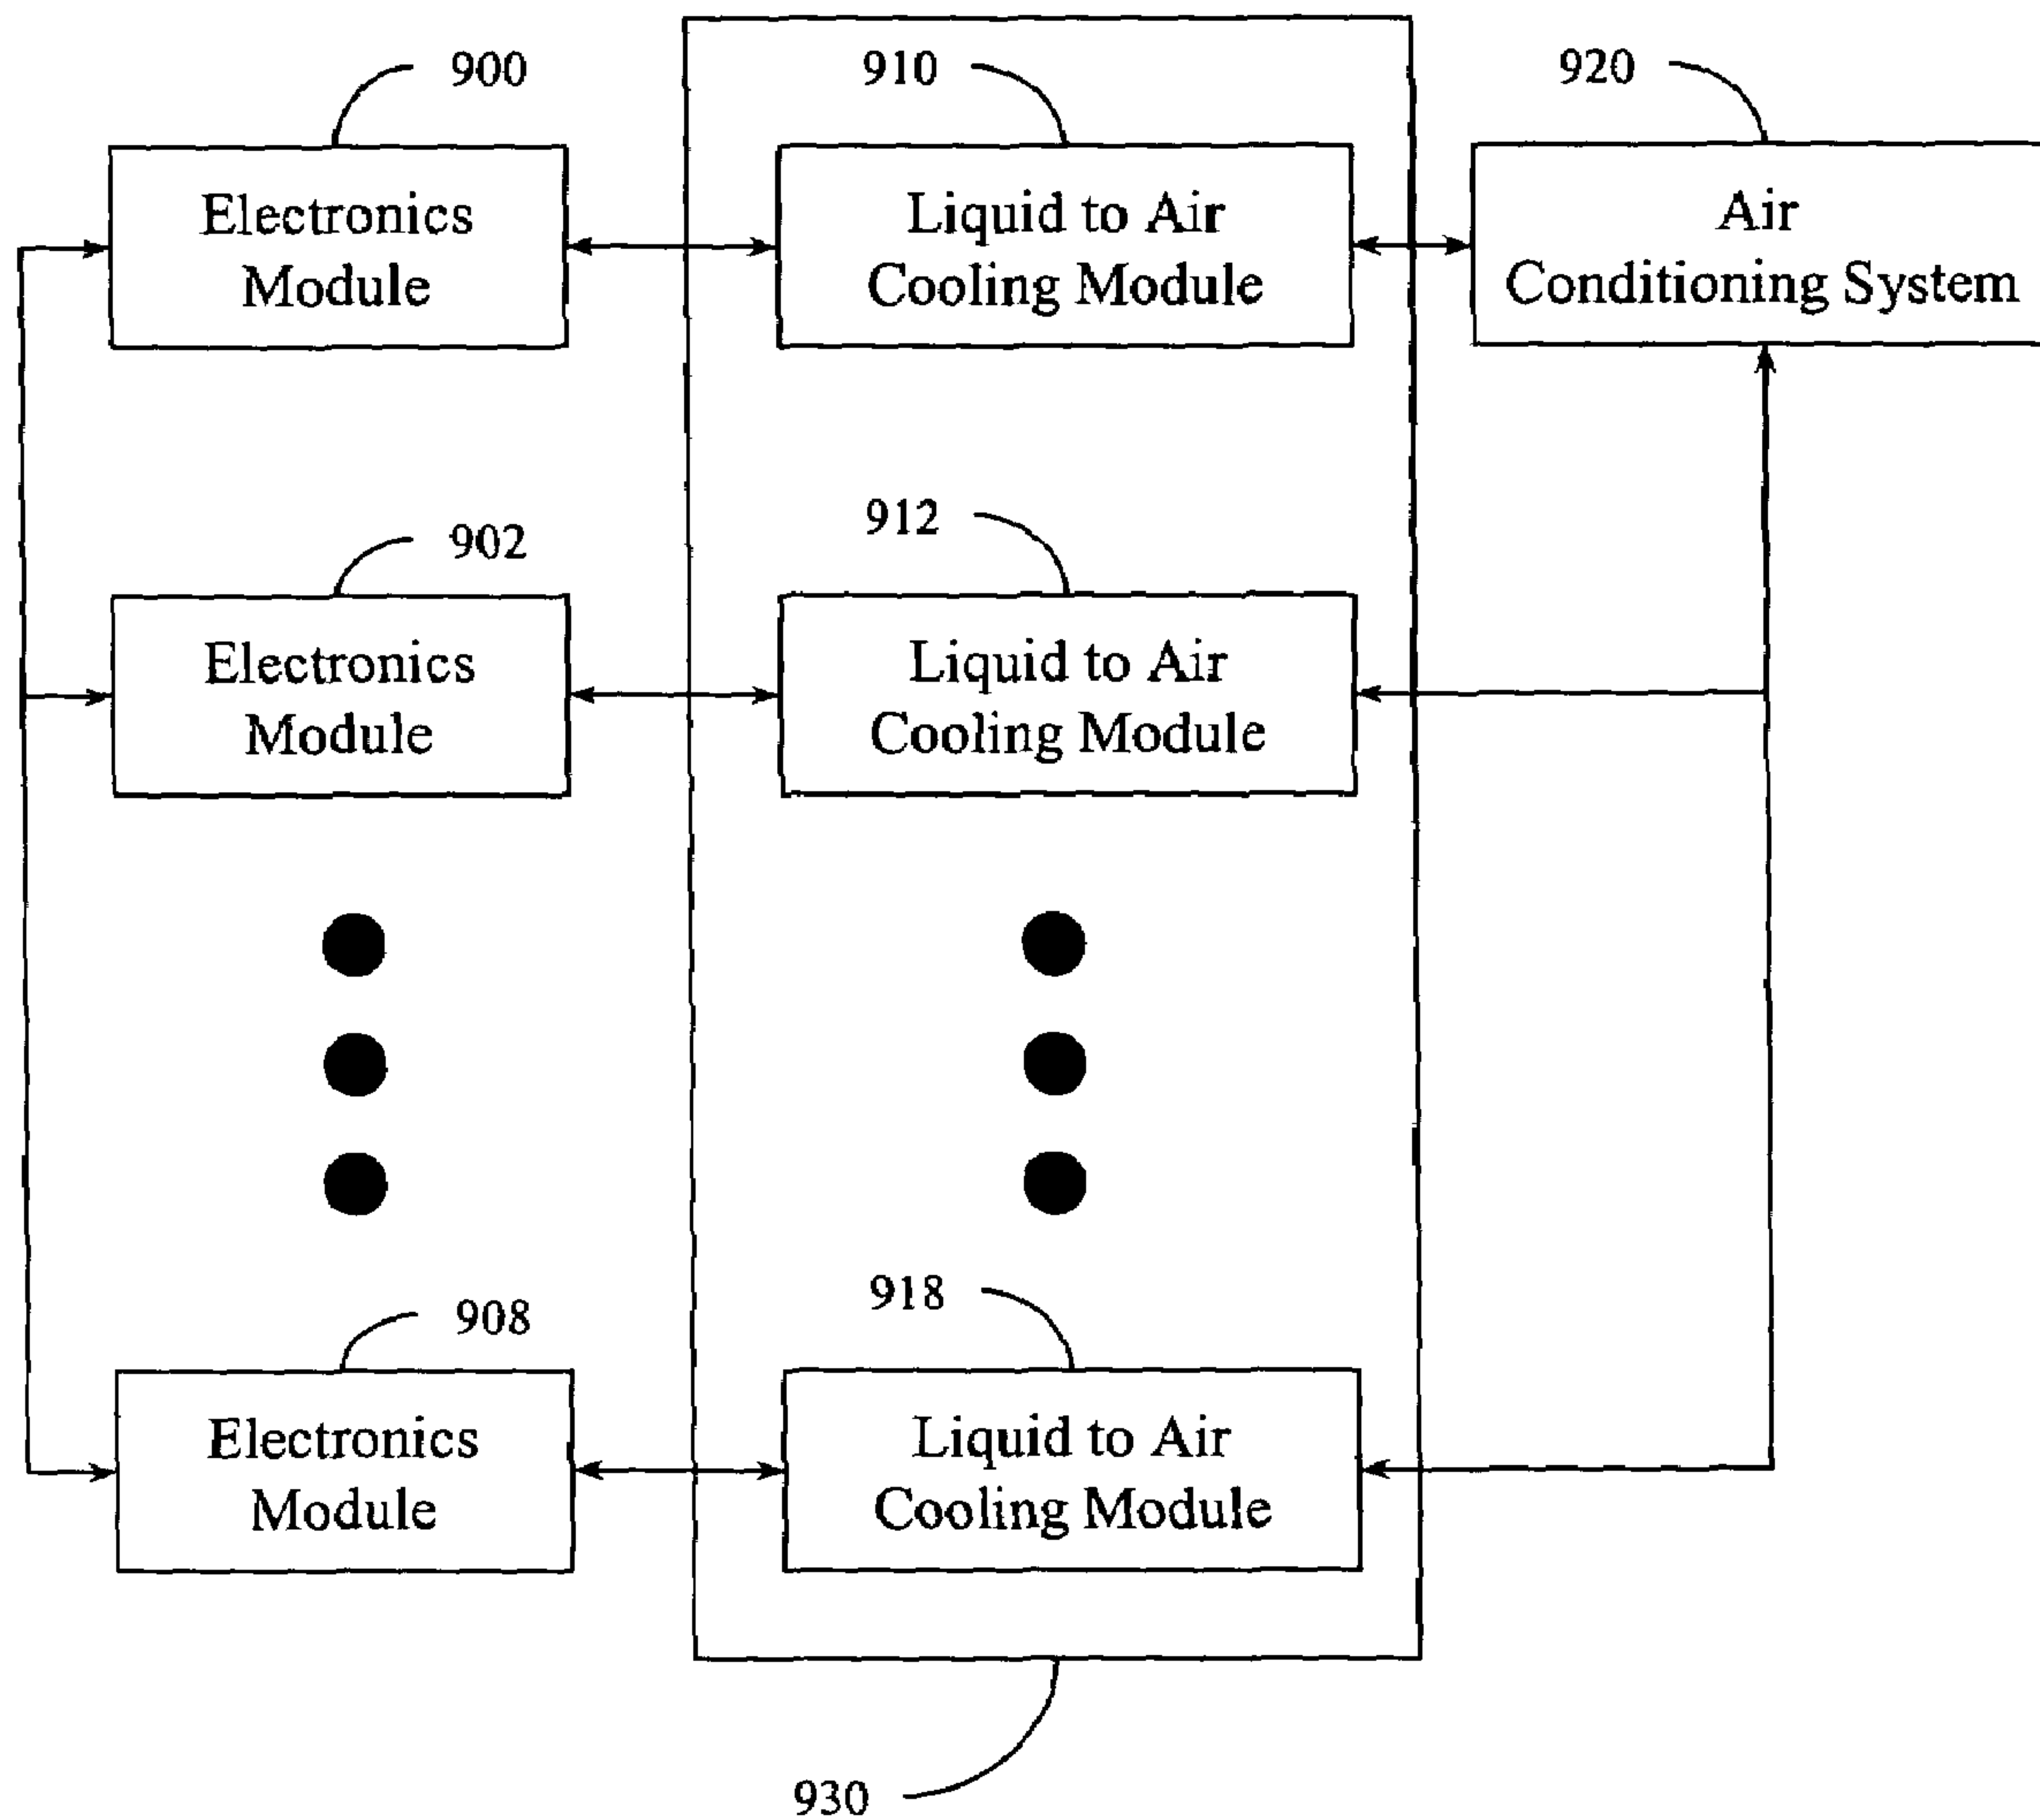 900
910
920
Electronics
Module
Liquid to Air
Cooling Module
Air
Conditioning System
902
912
Electronics
Module
Liquid to Air
Cooling Module
908
918
Electronics
Module
Liquid to Air
Cooling Module
930